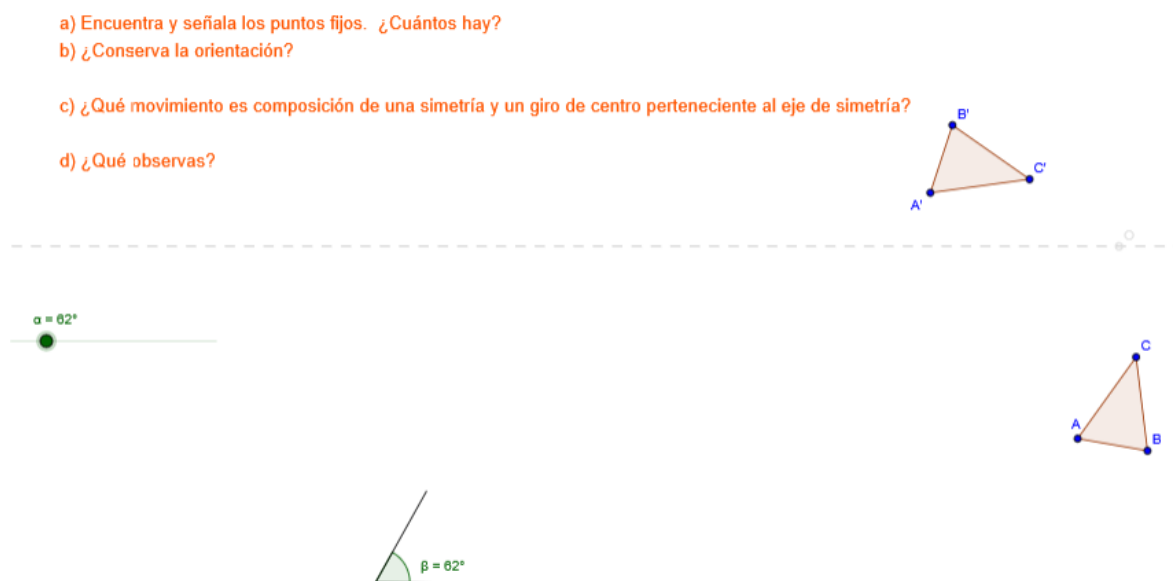 a) Encuentra y señala los puntos fijos. ¿Cuántos hay?
b) ¿Conserva la orientación?
c) ¿Qué movimiento es composición de una simetría y un giro de centro perteneciente al eje de simetría?
B'
d) ¿Qué observas?
C'
A'
O
α = 62°
C
A
B
β = 62°